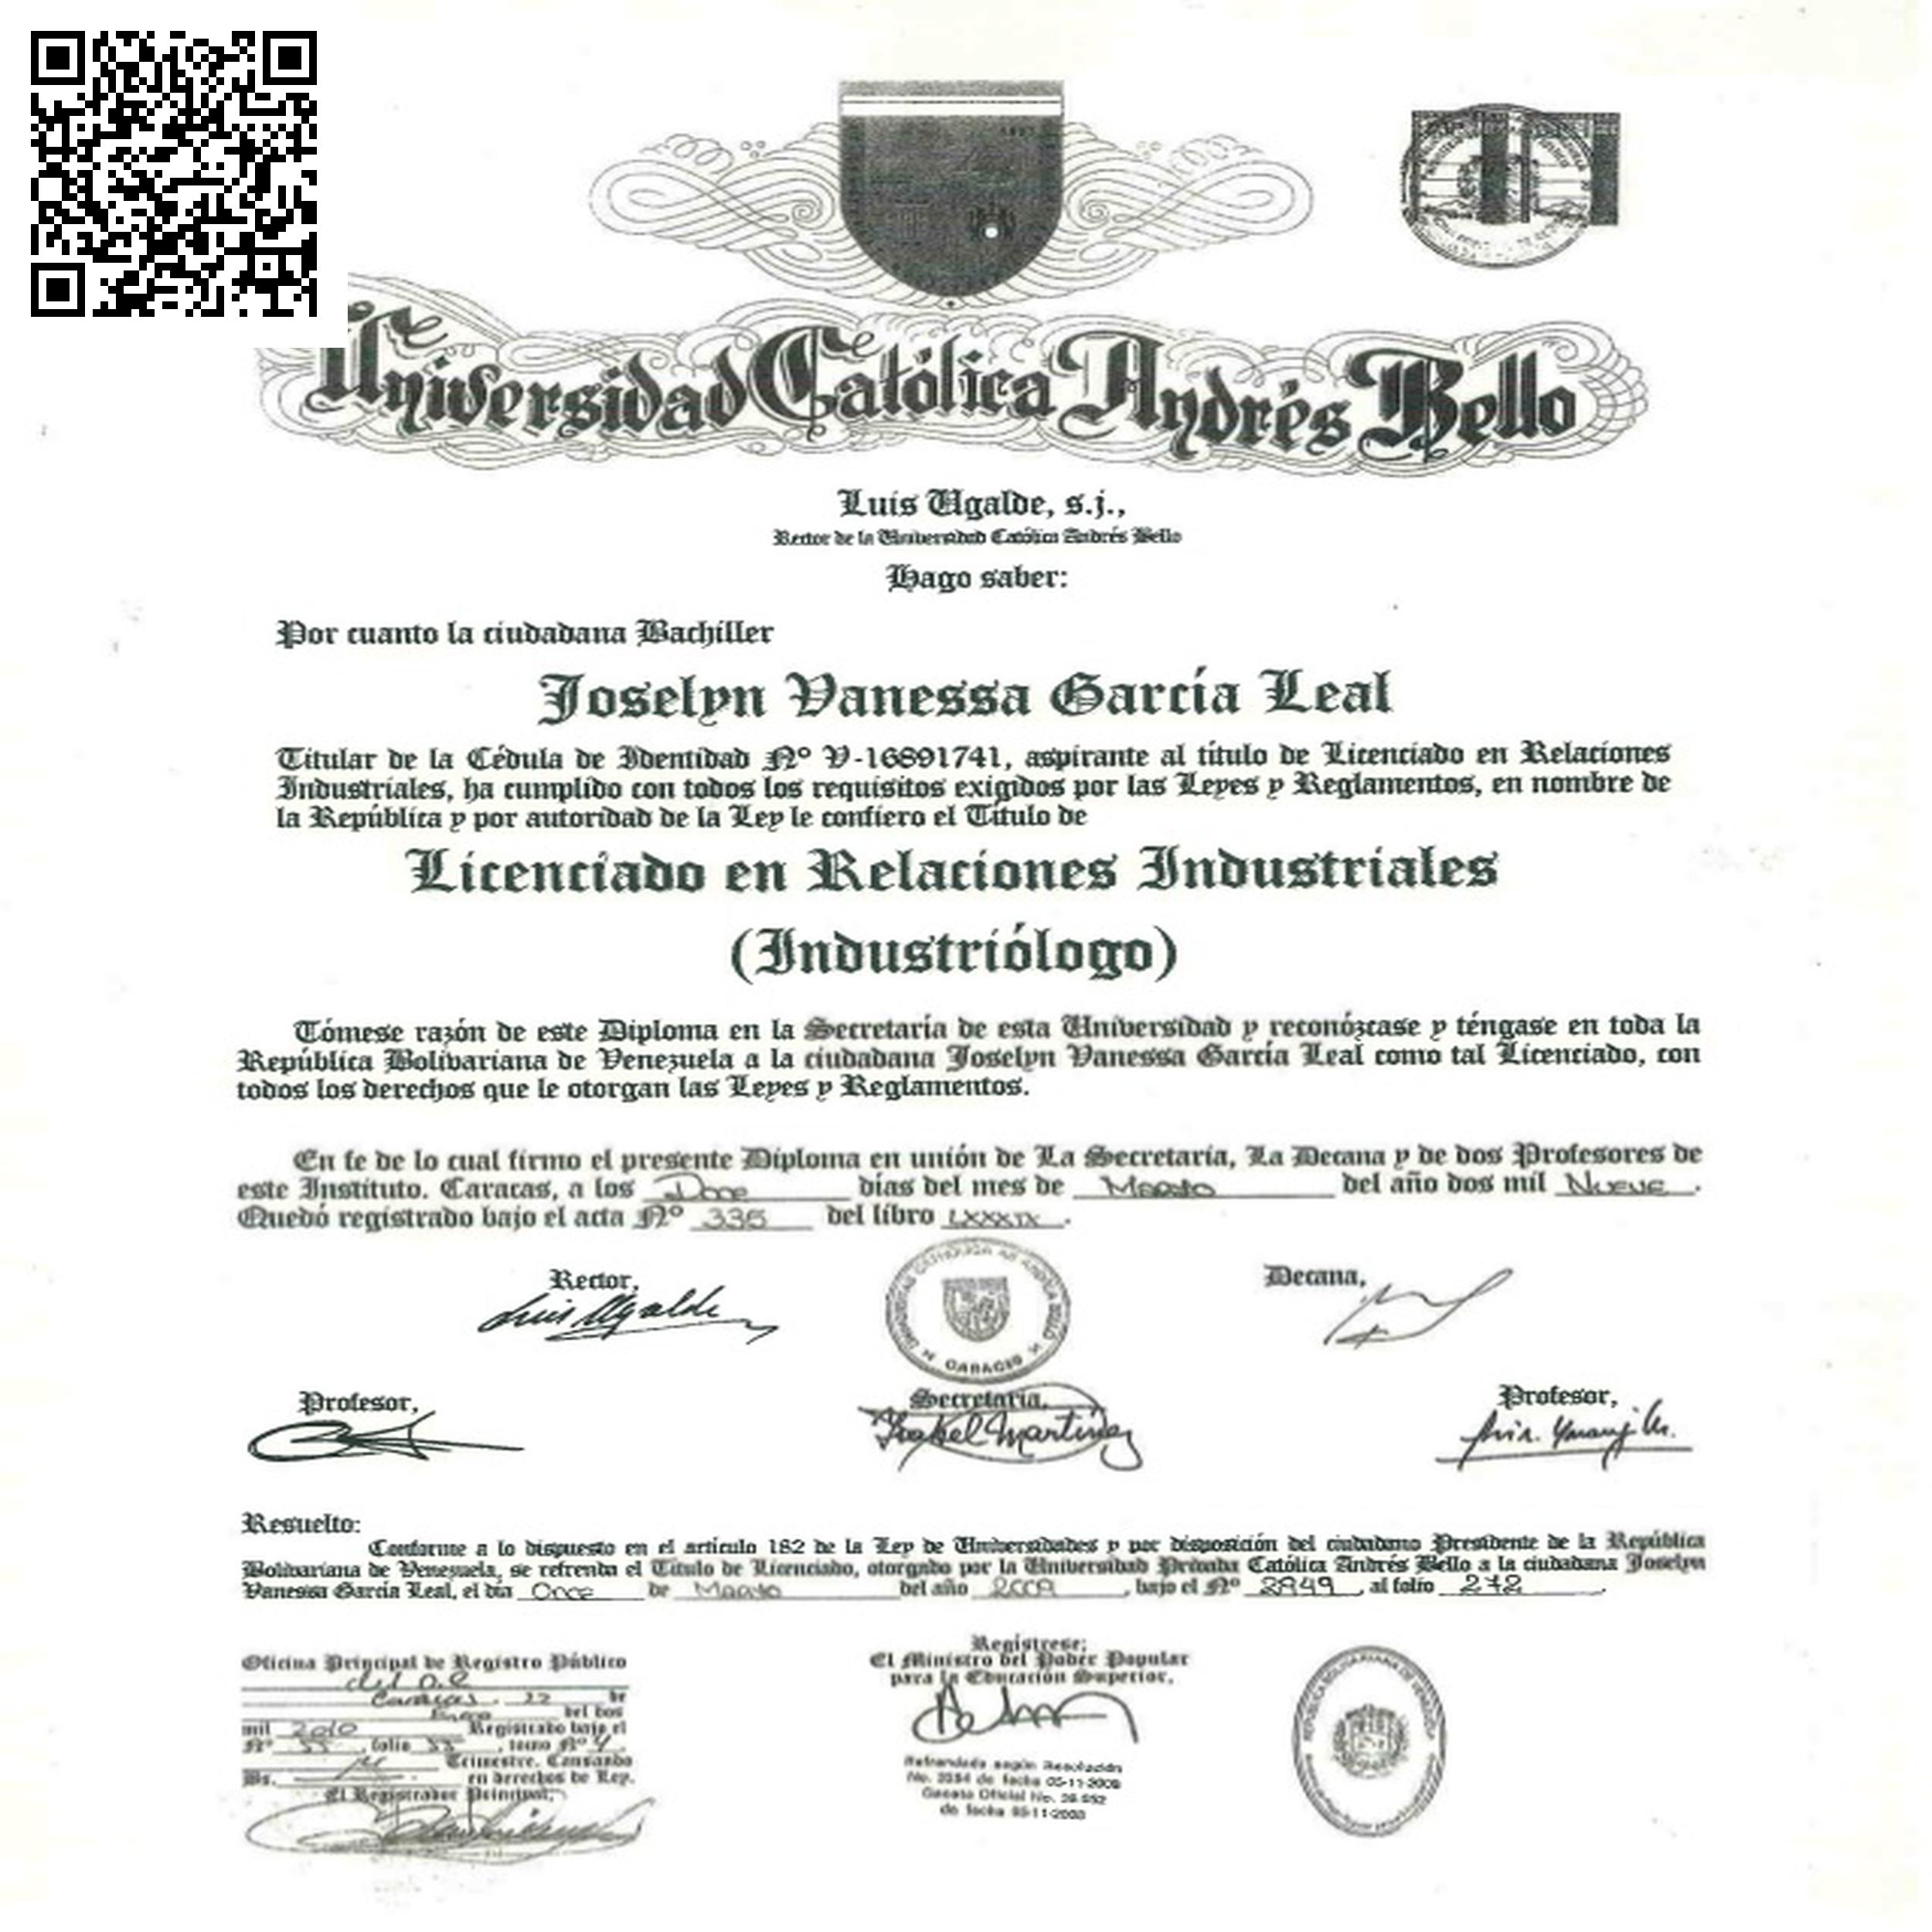 Universidad Católica Andrés Bello
Luis Ugalde, s.j.,
Rector de la Universidad Católica Andrés Bello
Hago saber:
Por cuanto la ciudadana Bachiller
Joselyn Vanessa García Leal
Titular de la Cédula de Identidad Nº V-16891741, aspirante al título de Licenciado en Relaciones
Industriales, ha cumplido con todos los requisitos exigidos por las Leyes y Reglamentos, en nombre de
la República y por autoridad de la Ley le confiero el Título de
Licenciado en Relaciones Industriales
(Industriólogo)
Tómese razón de este Diploma en la Secretaría de esta Universidad y reconózcase y téngase en toda la
República Bolivariana de Venezuela a la ciudadana Joselyn Vanessa García Leal como tal Licenciado, con
todos los derechos que le otorgan las Leyes y Reglamentos.
En fe de lo cual firmo el presente Diploma en unión de La Secretaria, La Decana y de dos Profesores de
este Instituto. Caracas, a los Doce días del mes de Marzo del año dos mil Nueve.
Quedó registrado bajo el acta Nº 335 del libro LXXXIX.
Rector,
Luis Ugalde
Decana,
CARACAS
Profesor,
Secretaria,
Isabel Martínez
Profesor,
Resuelto:
Conforme a lo dispuesto en el artículo 182 de la Ley de Universidades y por disposición del ciudadano Presidente de la República
Bolivariana de Venezuela, se refrenda el Título de Licenciado, otorgado por la Universidad Privada Católica Andrés Bello a la ciudadana Joselyn
Vanessa García Leal, el día Once de Marzo del año 2009, bajo el Nº 2949, al folio 272.
Oficina Principal de Registro Público
del D.C
Caracas, 22 de
Enero del dos
mil 2010 Registrado bajo el
Nº 33, folio 33, tomo Nº 4.
Trimestre. Causando
Bs. en derechos de Ley.
El Registrador Principal,
Regístrese;
El Ministro del Poder Popular
para la Educación Superior,
Refrendado según Resolución
de fecha 05-11-2008
Gaceta Oficial No.
de fecha 05-11-2008
REPÚBLICA BOLIVARIANA DE VENEZUELA